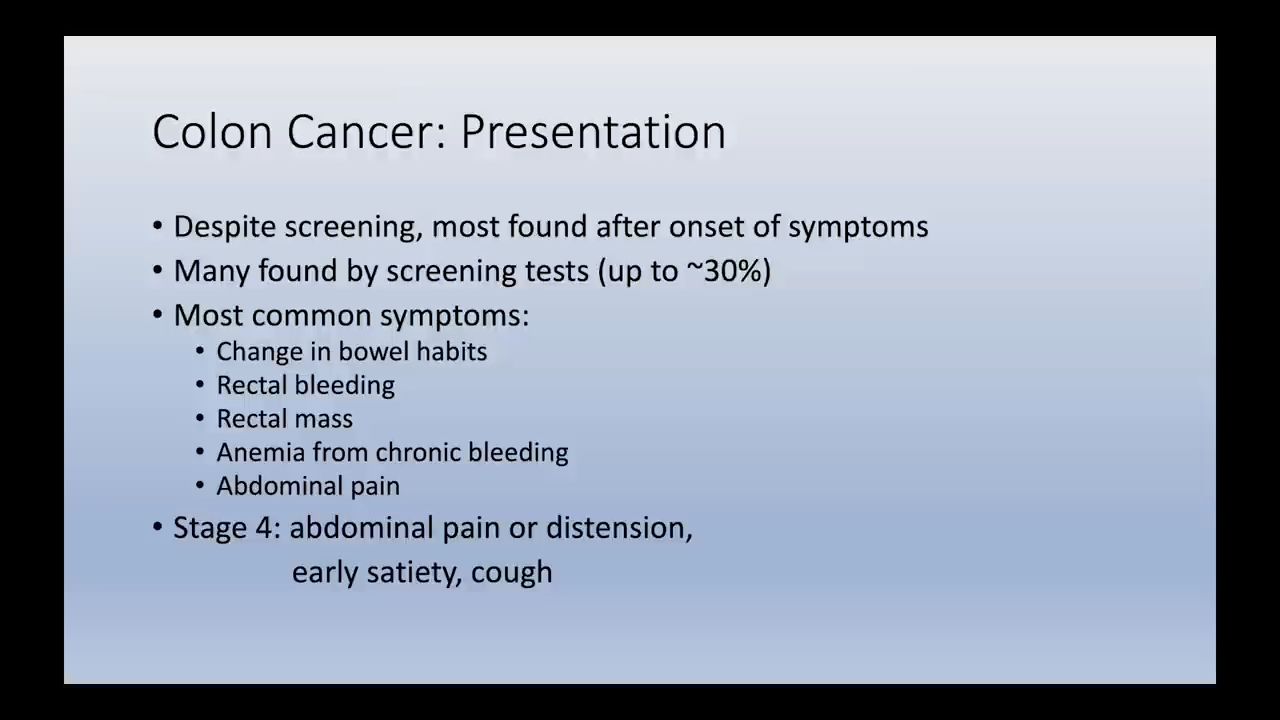 Colon Cancer: Presentation
• Despite screening, most found after onset of symptoms
• Many found by screening tests (up to ~30%)
• Most common symptoms:
• Change in bowel habits
• Rectal bleeding
• Rectal mass
• Anemia from chronic bleeding
• Abdominal pain
• Stage 4: abdominal pain or distension,
early satiety, cough